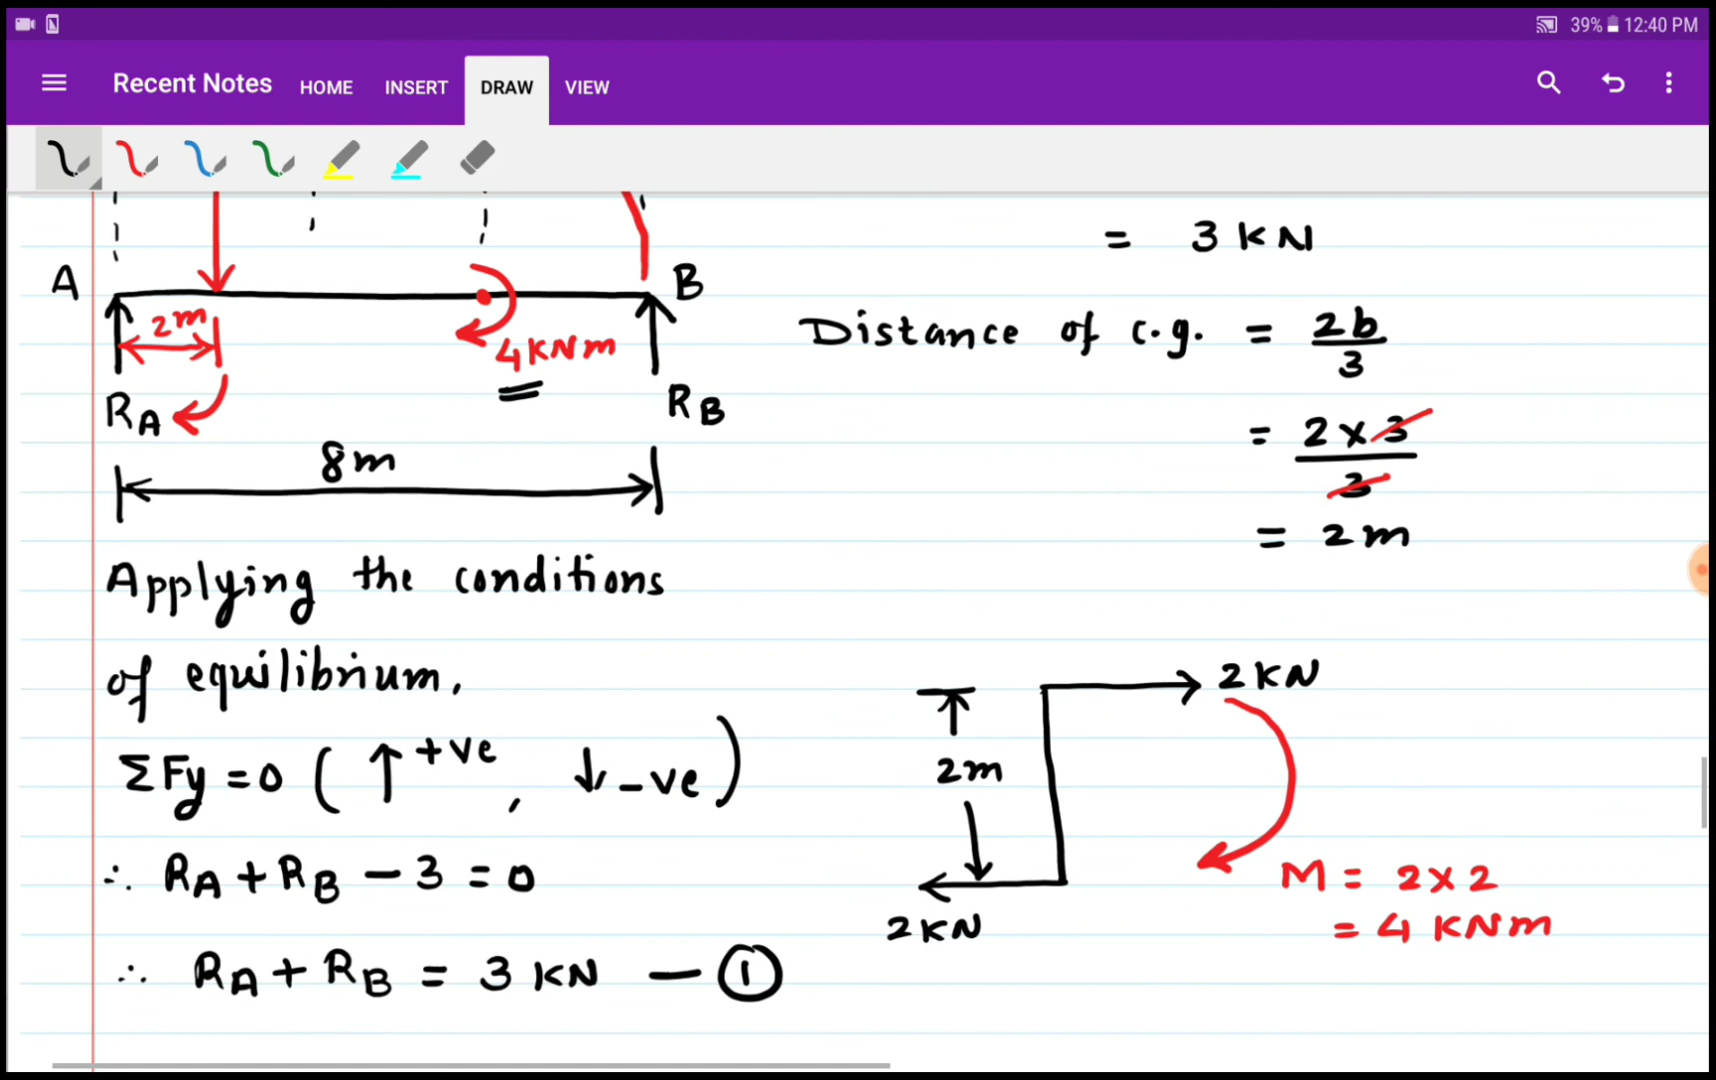 39% 12:40 PM
Recent Notes HOME INSERT DRAW VIEW
A
B
2m
4KNm
RA
RB
8m
Applying the conditions
of equilibrium,
ΣFy = 0 ( ↑ +ve, ↓ -ve )
∴ RA + RB - 3 = 0
∴ RA + RB = 3 KN — ①
= 3 KN
Distance of c.g. = 2b/3
= 2 x 3/3
= 2m
2KN
2m
2KN
M = 2 x 2
= 4 KNm